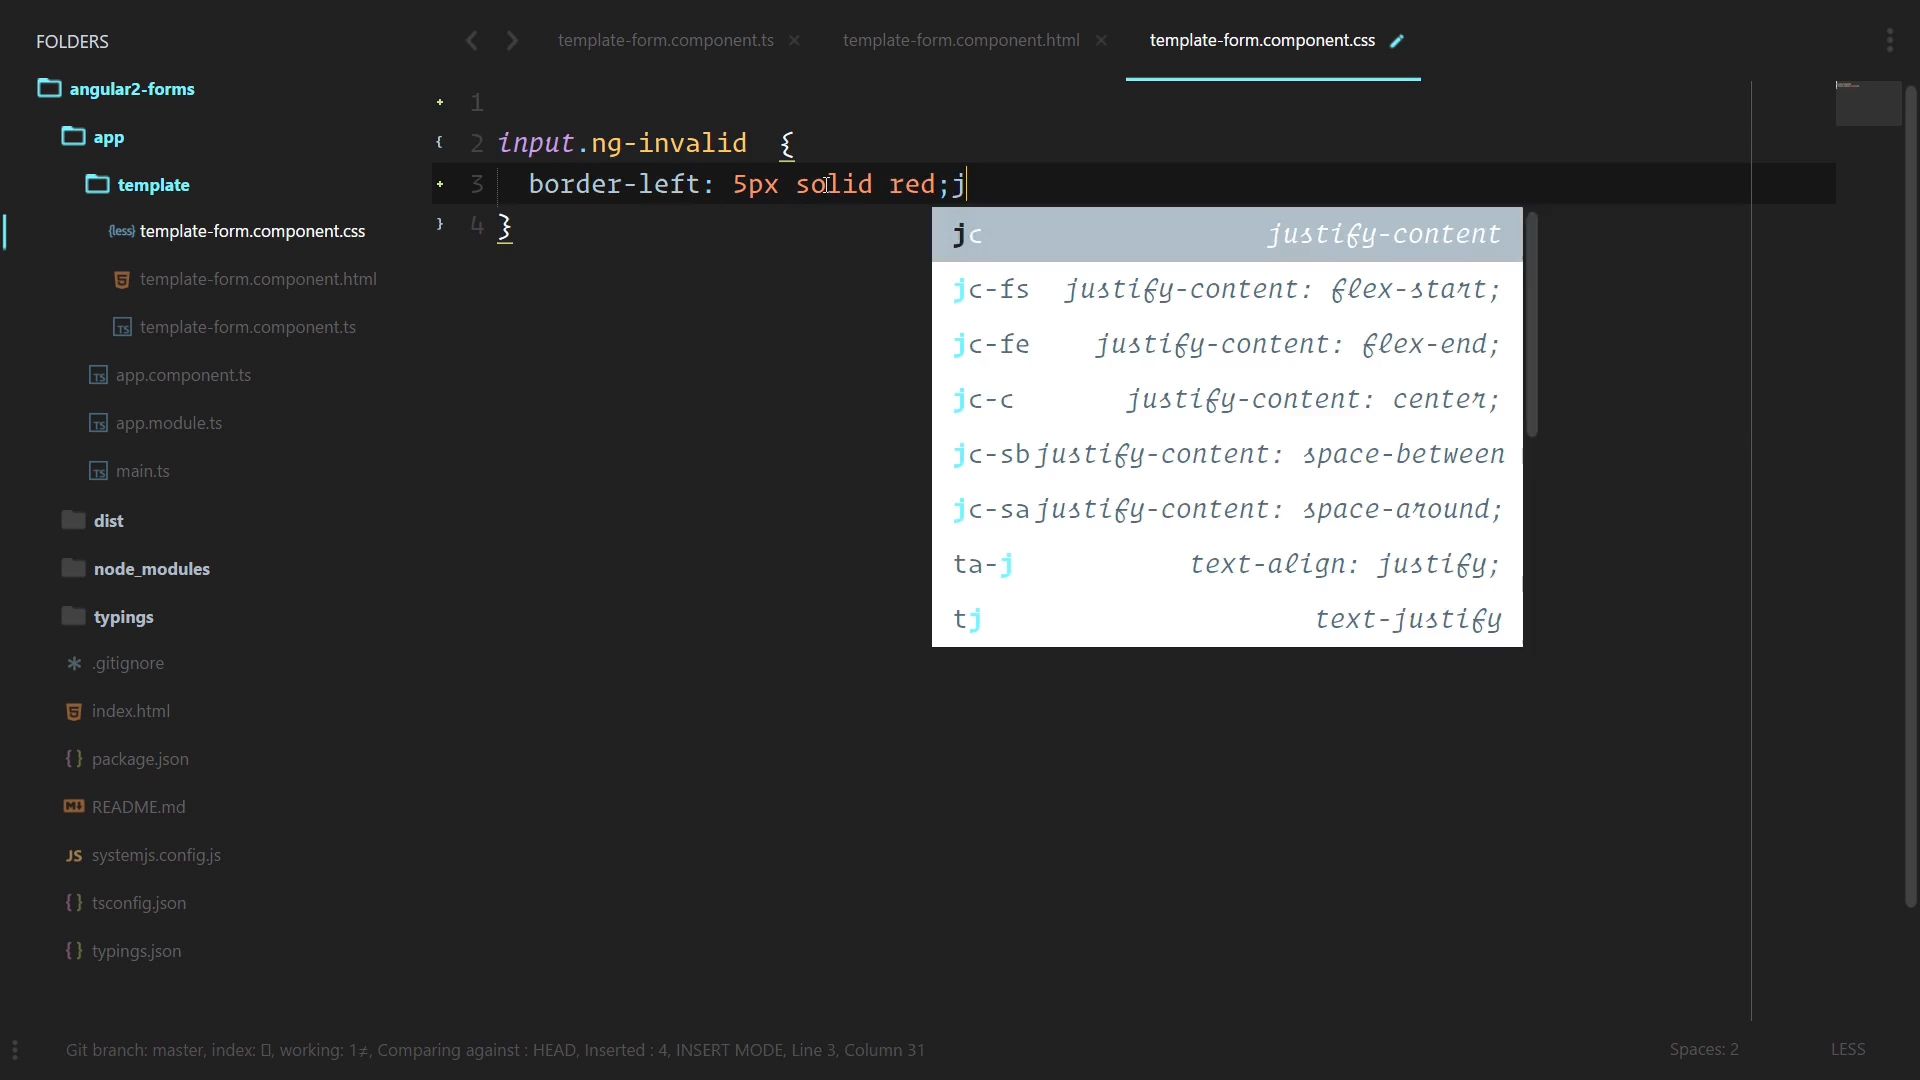 FOLDERS
angular2-forms
app
template
{less} template-form.component.css
template-form.component.html
TS template-form.component.ts
TS app.component.ts
TS app.module.ts
TS main.ts
dist
node_modules
typings
.gitignore
index.html
{ } package.json
README.md
JS systemjs.config.js
{ } tsconfig.json
{ } typings.json
template-form.component.ts
template-form.component.html
template-form.component.css
1
2 input.ng-invalid {
3 border-left: 5px solid red;j
4 }
jc justify-content
jc-fs justify-content: flex-start;
jc-fe justify-content: flex-end;
jc-c justify-content: center;
jc-sb justify-content: space-between
jc-sa justify-content: space-around;
ta-j text-align: justify;
tj text-justify
Git branch: master, index: ▯, working: 1≠, Comparing against : HEAD, Inserted : 4, INSERT MODE, Line 3, Column 31
Spaces: 2
LESS